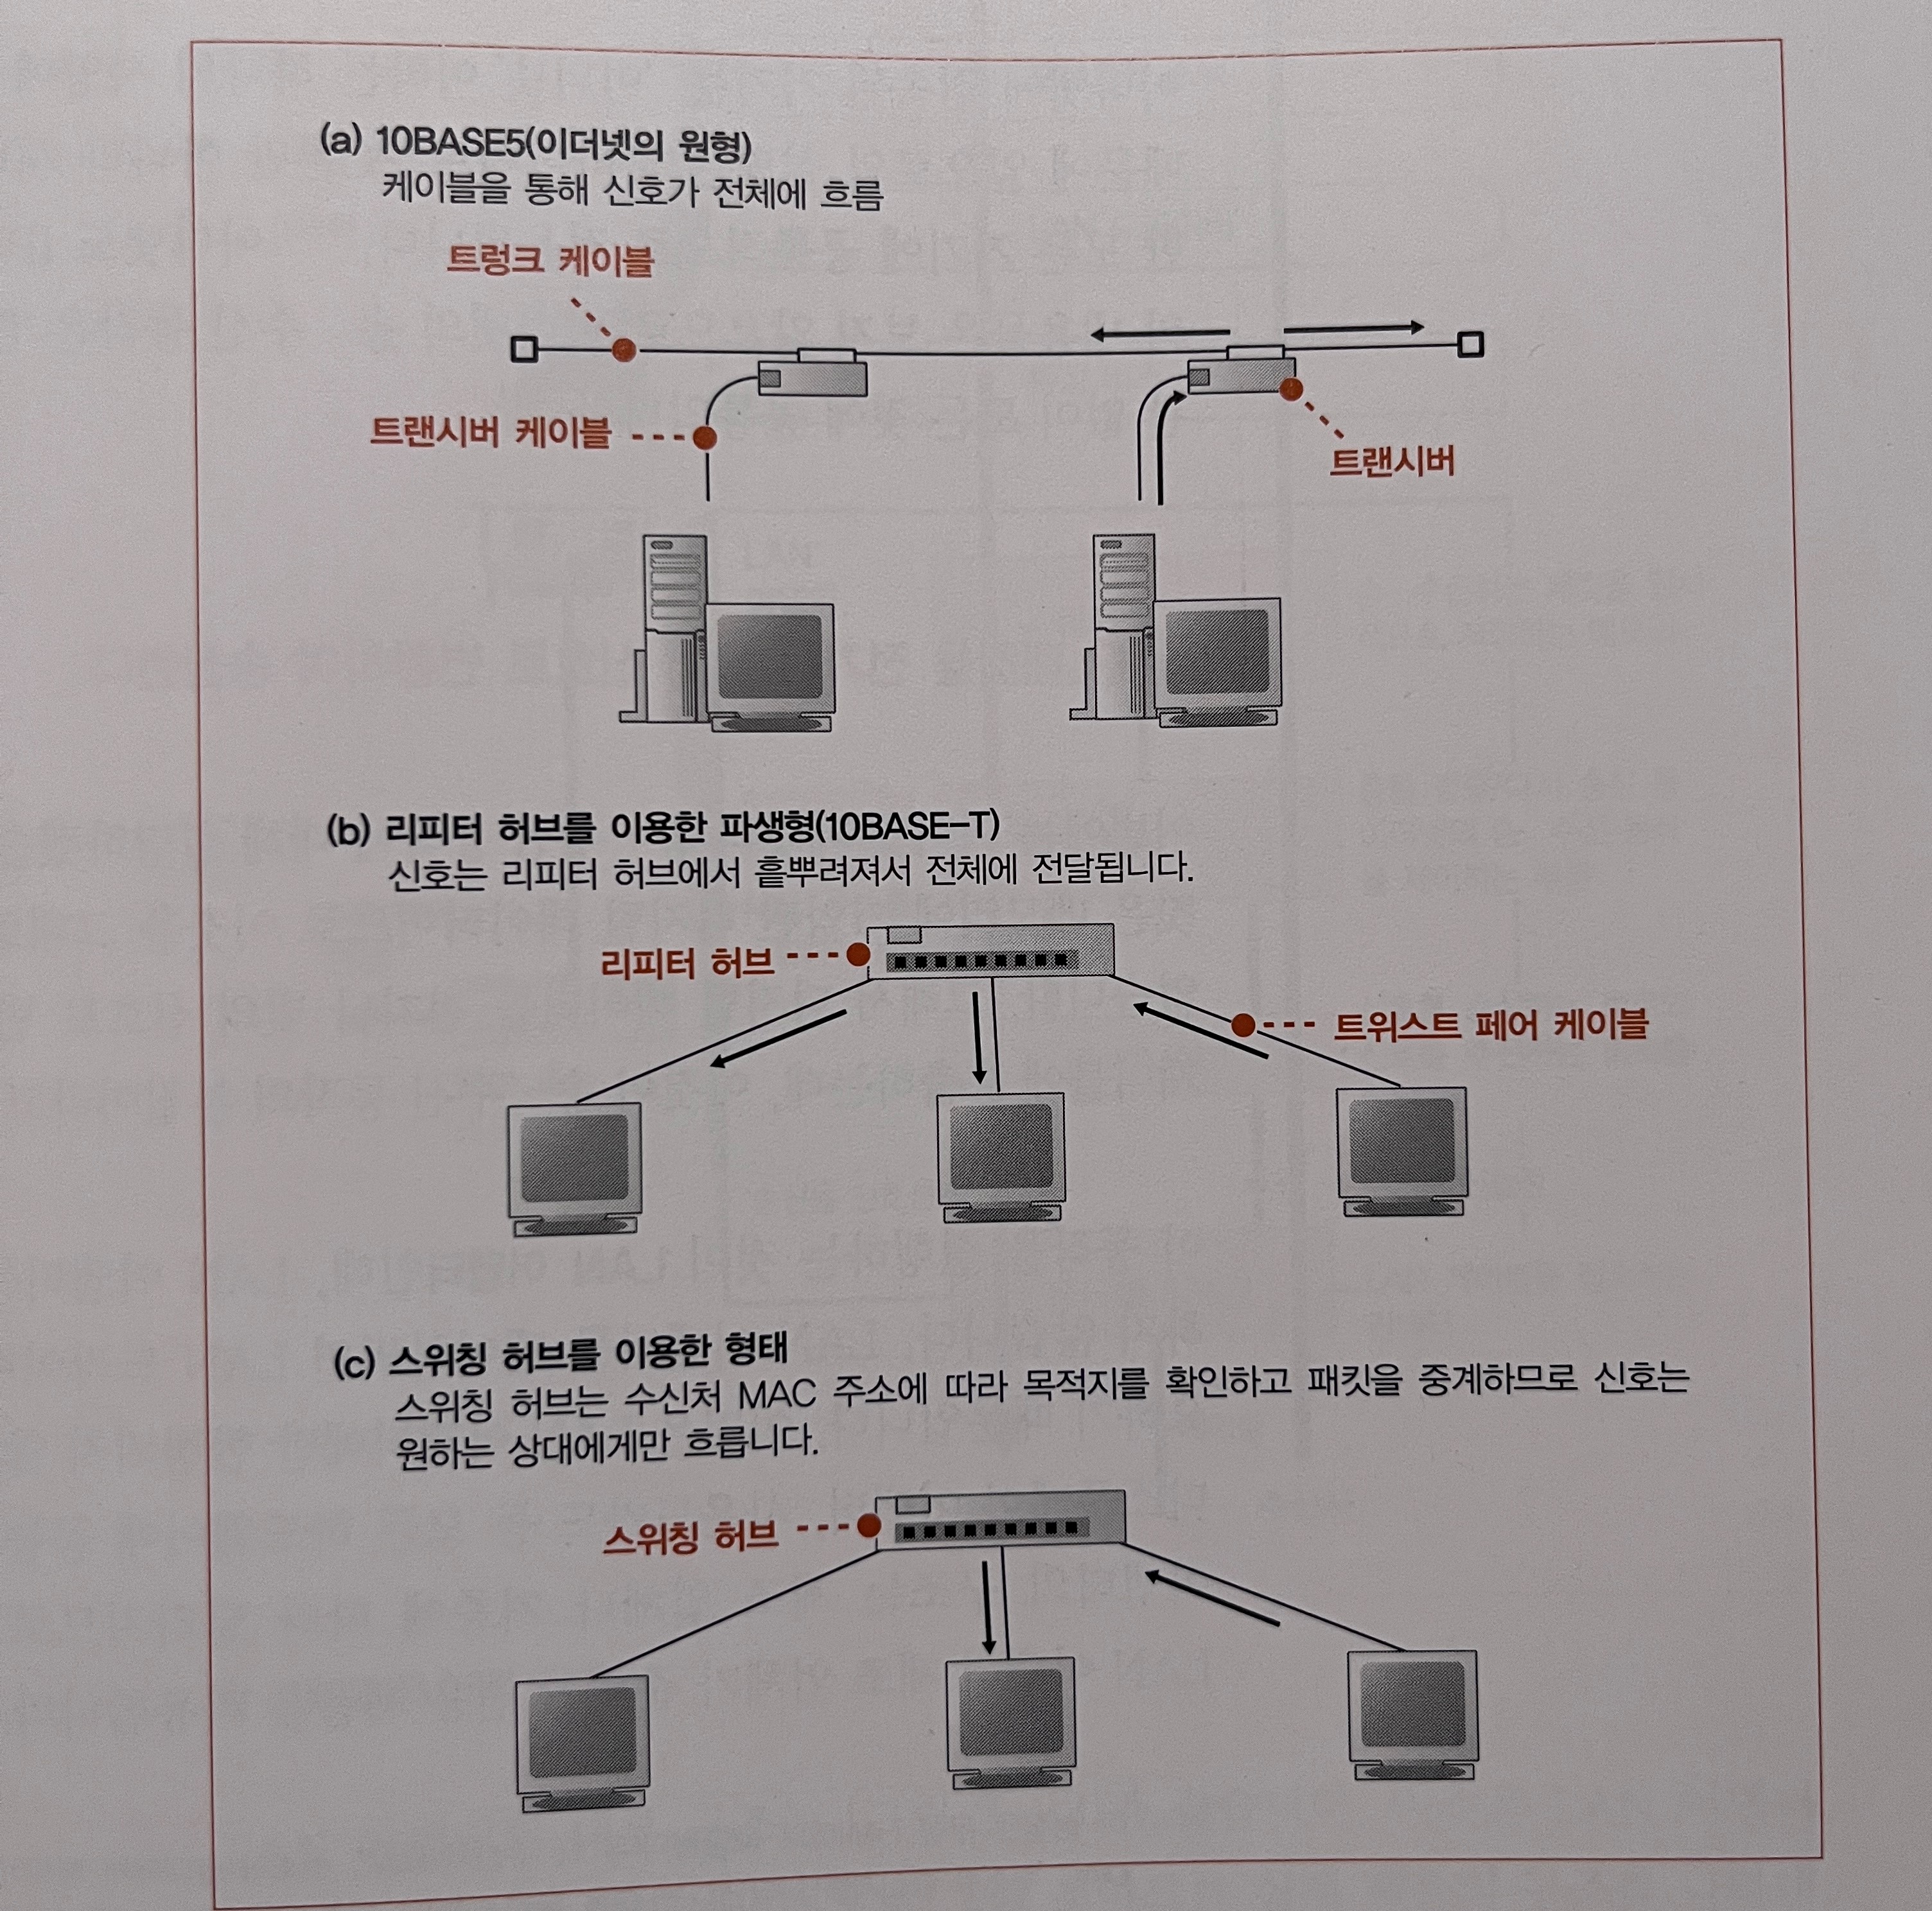 (a) 10BASE5(이더넷의 원형)
케이블을 통해 신호가 전체에 흐름
트렁크 케이블
트랜시버 케이블
트랜시버
(b) 리피터 허브를 이용한 파생형(10BASE-T)
신호는 리피터 허브에서 흩뿌려져서 전체에 전달됩니다.
리피터 허브
트위스트 페어 케이블
(c) 스위칭 허브를 이용한 형태
스위칭 허브는 수신처 MAC 주소에 따라 목적지를 확인하고 패킷을 중계하므로 신호는
원하는 상대에게만 흐릅니다.
스위칭 허브